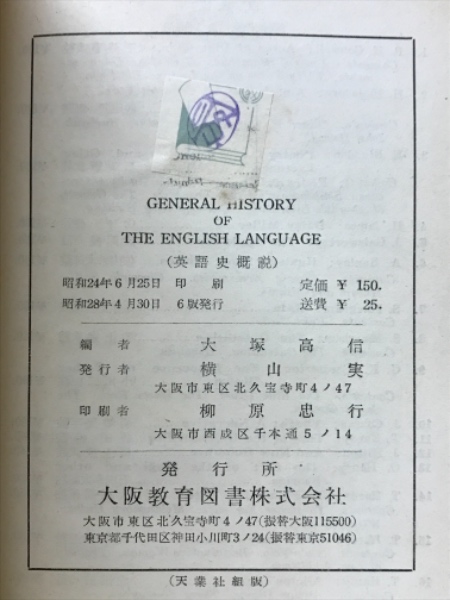 GENERAL HISTORY
OF
THE ENGLISH LANGUAGE
(英語史概説)
昭和24年6月25日 印刷 定価 ¥ 150.
昭和28年4月30日 6版発行 送費 ¥ 25.
編者 大塚高信
発行者 横山実
大阪市東区北久宝寺町4ノ47
印刷者 柳原忠行
大阪市西成区千本通5ノ14
発行所
大阪教育図書株式会社
大阪市東区北久宝寺町4ノ47(振替大阪115500)
東京都千代田区神田小川町3ノ24(振替東京51046)
(天業社組版)